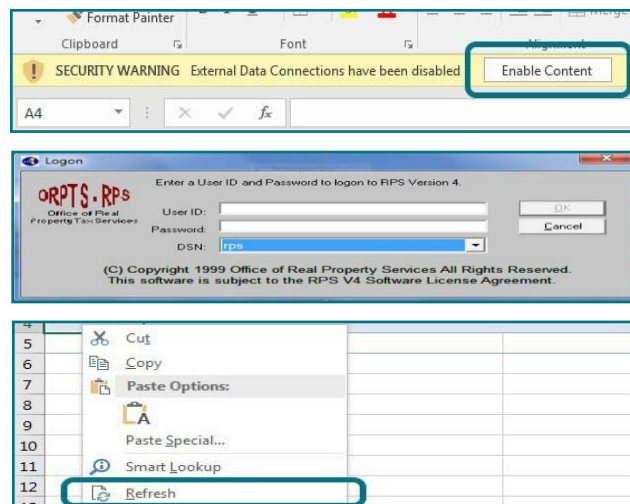 Format Painter
Clipboard
Font
Alignment
SECURITY WARNING External Data Connections have been disabled
Enable Content
A4
fx
Logon
Enter a User ID and Password to logon to RPS Version 4.
ORPTS - RPS
Office of Real
Property Tax Services
User ID:
Password:
DSN:
rps
OK
Cancel
(C) Copyright 1999 Office of Real Property Services All Rights Reserved.
This software is subject to the RPS V4 Software License Agreement.
4
5
Cut
6
Copy
7
Paste Options:
8
A
9
10
Paste Special...
11
Smart Lookup
12
Refresh